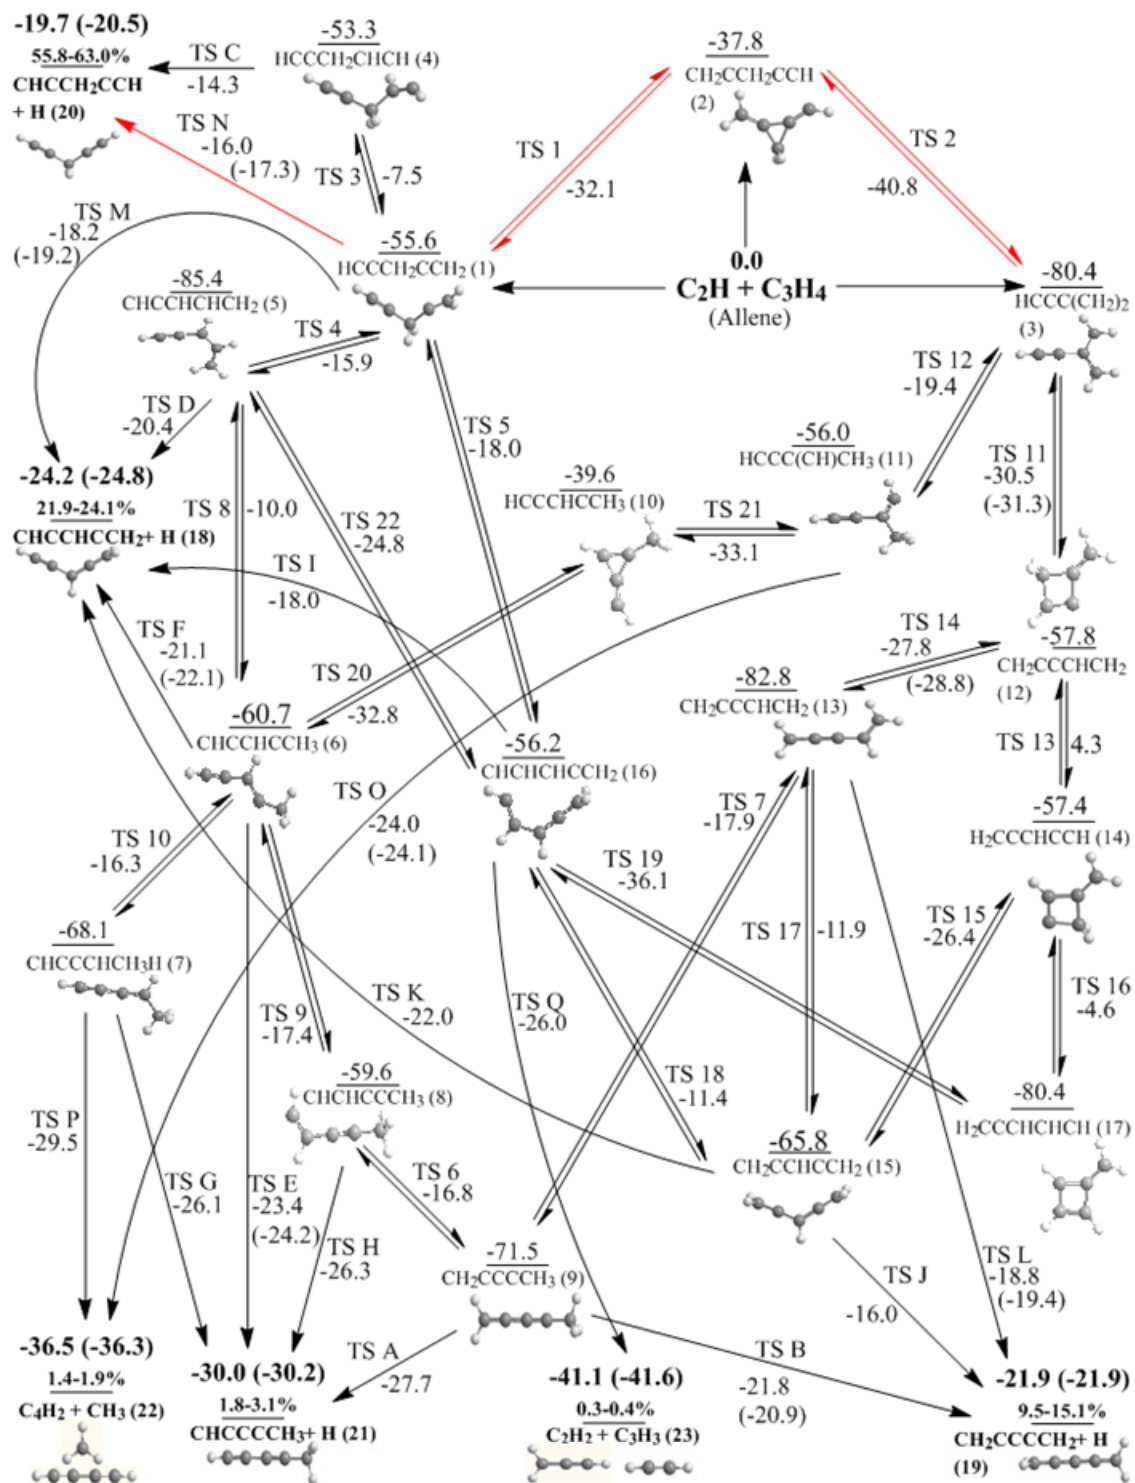 -19.7 (-20.5)
55.8-63.0%
CHCCH₂CCH
+ H (20)
TS C
-14.3
-53.3
HCCCH₂CHCH (4)
-37.8
CH₂CCH₂CCH
(2)
TS N
-16.0
(-17.3)
TS 3
-7.5
TS 1
-32.1
TS 2
-40.8
TS M
-18.2
(-19.2)
-55.6
HCCCH₂CCH₂ (1)
0.0
C2H + C3H4
(Allene)
-80.4
HCCC(CH₂)2
(3)
-85.4
CHCCHCHCH₂ (5)
TS 4
-15.9
TS 12
-19.4
TS D
-20.4
TS 5
-18.0
-56.0
HCCC(CH)CH₃ (11)
TS 11
-30.5
(-31.3)
-24.2 (-24.8)
21.9-24.1%
CHCCHCCH₂+ H (18)
TS 8
-10.0
TS 22
-24.8
-39.6
HCCCHCCH₃ (10)
TS 21
-33.1
TS I
-18.0
TS F
-21.1
(-22.1)
TS 20
-32.8
TS 14
-27.8
(-28.8)
-57.8
CH₂CCCHCH₂
(12)
-60.7
CHCCHCCH₃ (6)
-82.8
CH₂CCCHCH₂ (13)
-56.2
CHCHCHCCH₂ (16)
TS 13
4.3
TS O
-24.0
(-24.1)
TS 7
-17.9
-57.4
H₂CCCHCCH (14)
TS 10
-16.3
TS 19
-36.1
-68.1
CHCCCHCH₃H (7)
TS 17
-11.9
TS 15
-26.4
TS 16
-4.6
TS K
-22.0
TS Q
-26.0
TS 9
-17.4
-59.6
CHCHCCCH₃ (8)
TS 18
-11.4
-80.4
H₂CCCHCHCH (17)
TS P
-29.5
-65.8
CH₂CCHCCH₂ (15)
TS G
-26.1
TS E
-23.4
(-24.2)
TS 6
-16.8
TS H
-26.3
-71.5
CH₂CCCCH₃ (9)
TS J
-16.0
TS L
-18.8
(-19.4)
-36.5 (-36.3)
1.4-1.9%
C₄H₂ + CH₃ (22)
-30.0 (-30.2)
1.8-3.1%
CHCCCCH₃+ H (21)
TS A
-27.7
-41.1 (-41.6)
0.3-0.4%
C₂H₂ + C₃H₃ (23)
TS B
-21.8
(-20.9)
-21.9 (-21.9)
9.5-15.1%
CH₂CCCCH₂+ H
(19)